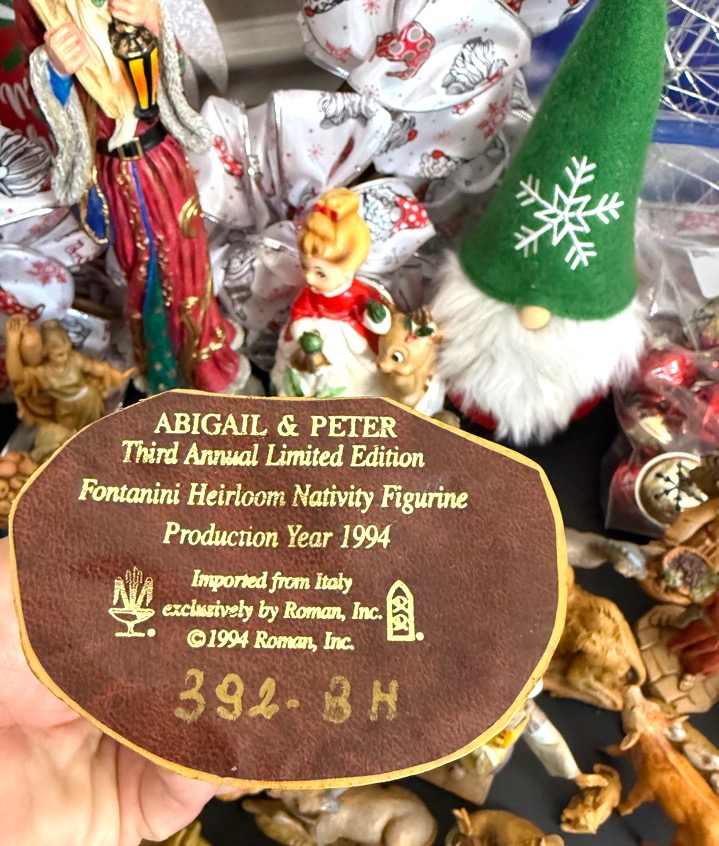 ABIGAIL & PETER
Third Annual Limited Edition
Fontanini Heirloom Nativity Figurine
Production Year 1994
Imported from Italy
exclusively by Roman, Inc.
©1994 Roman, Inc.
392-BH